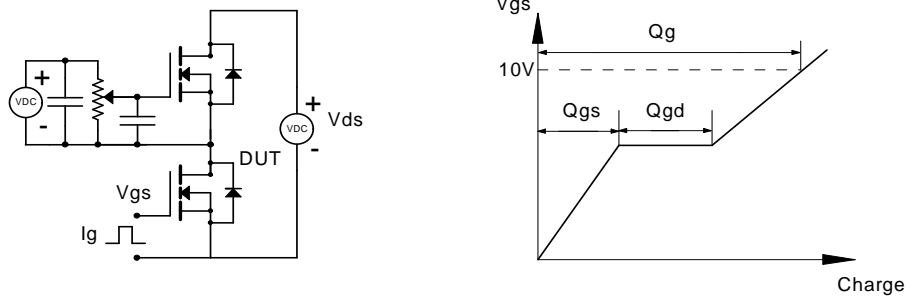 +
VDC
-
Vgs
Ig
DUT
+
VDC
-
Vds
Vgs
Qg
10V
Qgs
Qgd
Charge